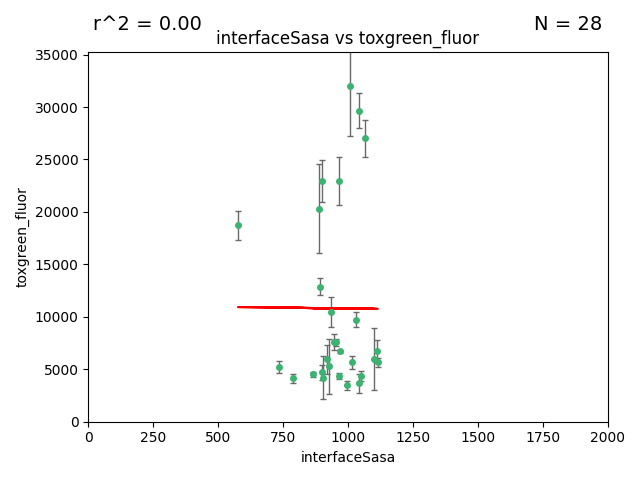 r^2 = 0.00
N = 28
interfaceSasa vs toxgreen_fluor
35000
30000
25000
20000
15000
10000
5000
0
toxgreen_fluor
0 250 500 750 1000 1250 1500 1750 2000
interfaceSasa